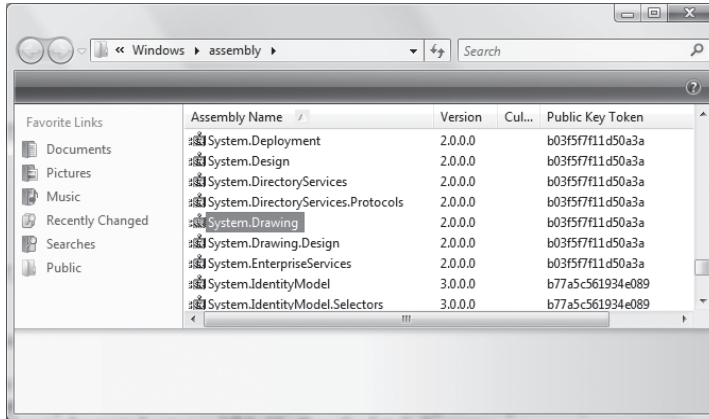 « Windows ▸ assembly ▸ Search
Favorite Links
Documents
Pictures
Music
Recently Changed
Searches
Public
Assembly Name Version Cul... Public Key Token
System.Deployment 2.0.0.0 b03f5f7f11d50a3a
System.Design 2.0.0.0 b03f5f7f11d50a3a
System.DirectoryServices 2.0.0.0 b03f5f7f11d50a3a
System.DirectoryServices.Protocols 2.0.0.0 b03f5f7f11d50a3a
System.Drawing 2.0.0.0 b03f5f7f11d50a3a
System.Drawing.Design 2.0.0.0 b03f5f7f11d50a3a
System.EnterpriseServices 2.0.0.0 b03f5f7f11d50a3a
System.IdentityModel 3.0.0.0 b77a5c561934e089
System.IdentityModel.Selectors 3.0.0.0 b77a5c561934e089